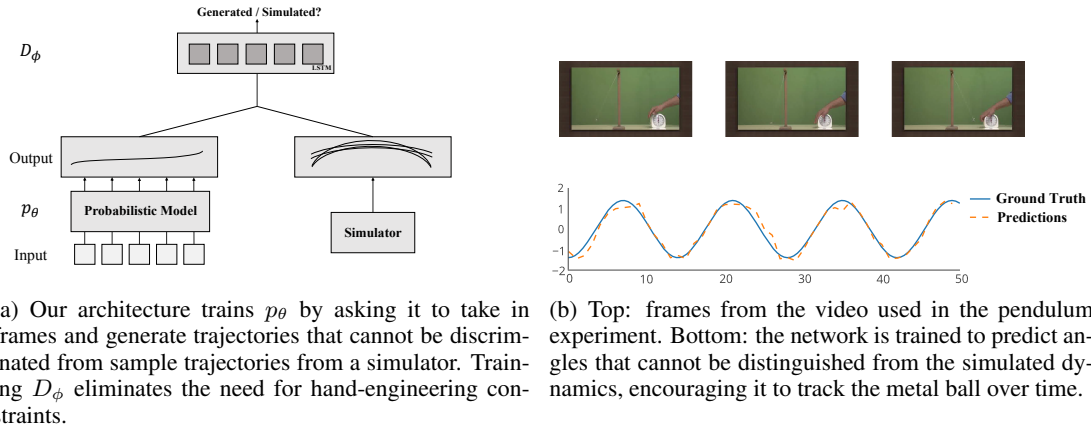 Generated / Simulated?
D_ϕ
LSTM
Output
p_θ
Probabilistic Model
Simulator
Input
2
1
0
−1
−2
0
10
20
30
40
50
Ground Truth
Predictions
a) Our architecture trains p_θ by asking it to take in
frames and generate trajectories that cannot be discrim-
nated from sample trajectories from a simulator. Train-
ng D_ϕ eliminates the need for hand-engineering con-
straints.
(b) Top: frames from the video used in the pendulum
experiment. Bottom: the network is trained to predict an-
gles that cannot be distinguished from the simulated dy-
namics, encouraging it to track the metal ball over time.